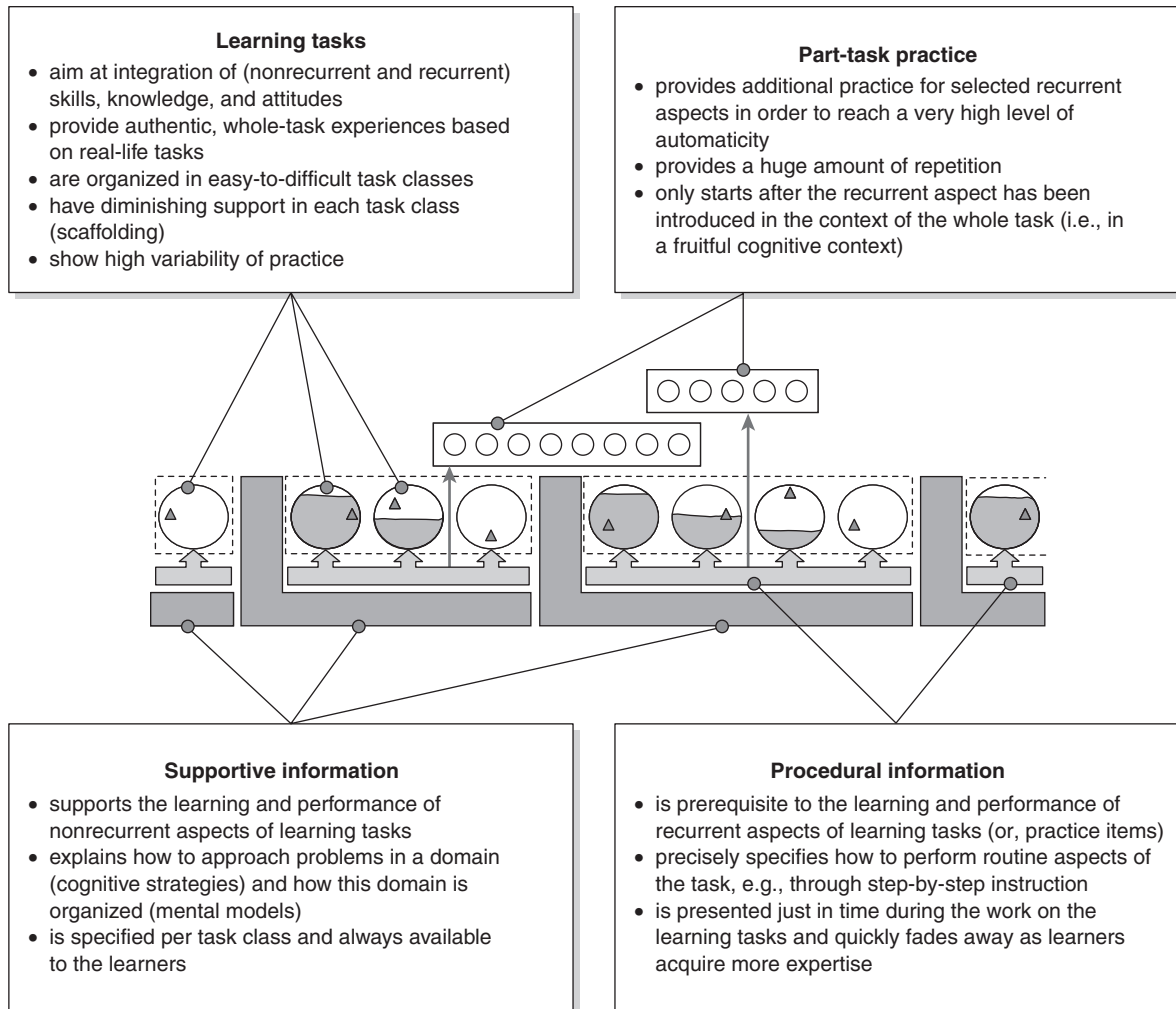 Learning tasks
• aim at integration of (nonrecurrent and recurrent)
skills, knowledge, and attitudes
• provide authentic, whole-task experiences based
on real-life tasks
• are organized in easy-to-difficult task classes
• have diminishing support in each task class
(scaffolding)
• show high variability of practice
Part-task practice
• provides additional practice for selected recurrent
aspects in order to reach a very high level of
automaticity
• provides a huge amount of repetition
• only starts after the recurrent aspect has been
introduced in the context of the whole task (i.e., in
a fruitful cognitive context)
Supportive information
• supports the learning and performance of
nonrecurrent aspects of learning tasks
• explains how to approach problems in a domain
(cognitive strategies) and how this domain is
organized (mental models)
• is specified per task class and always available
to the learners
Procedural information
• is prerequisite to the learning and performance of
recurrent aspects of learning tasks (or, practice items)
• precisely specifies how to perform routine aspects of
the task, e.g., through step-by-step instruction
• is presented just in time during the work on the
learning tasks and quickly fades away as learners
acquire more expertise